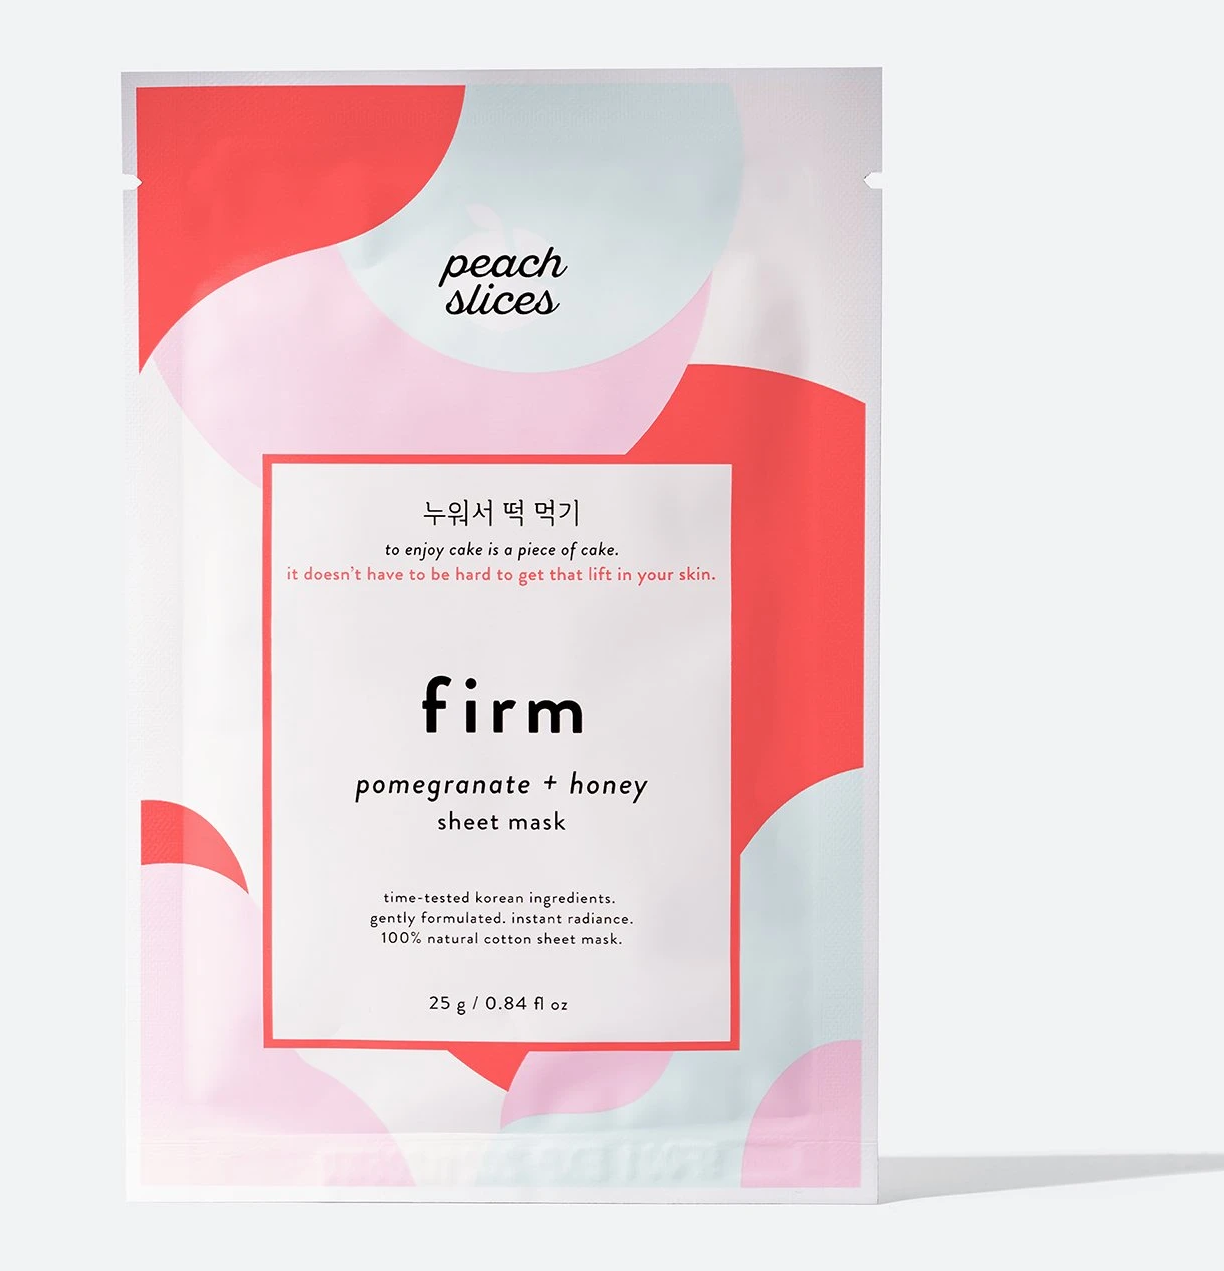 peach
slices
누워서 떡 먹기
to enjoy cake is a piece of cake.
it doesn't have to be hard to get that lift in your skin.
firm
pomegranate + honey
sheet mask
time-tested korean ingredients.
gently formulated. instant radiance.
100% natural cotton sheet mask.
25 g / 0.84 fl oz